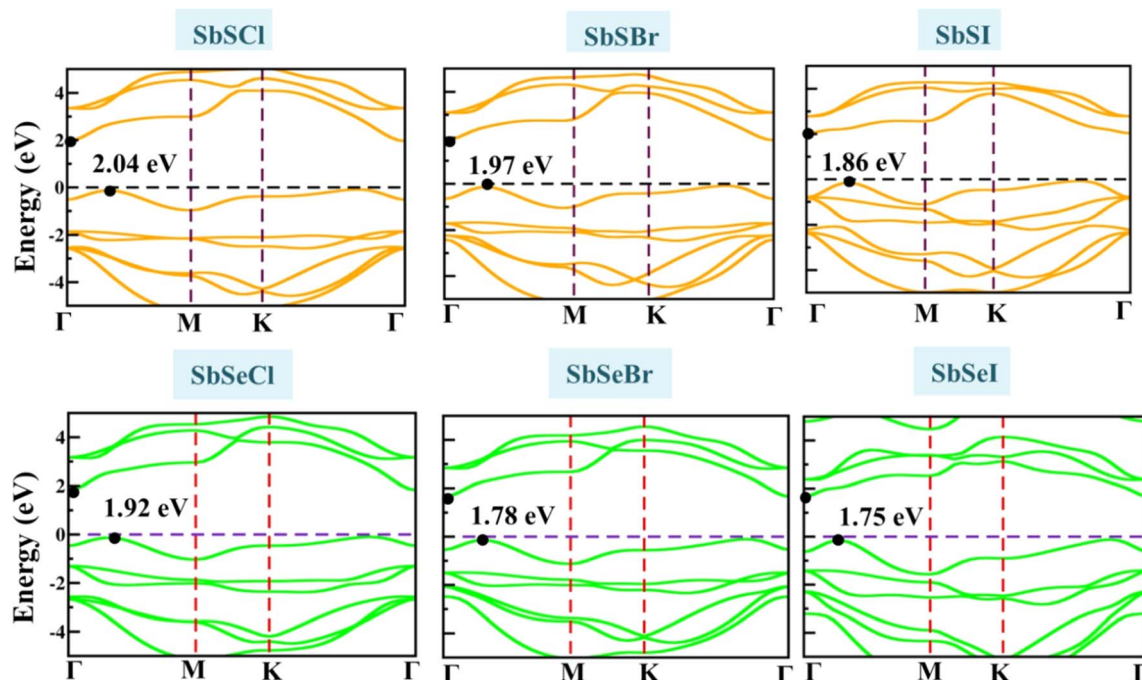 SbSCl
SbSBr
SbSI
Energy (eV)
4
2
0
-2
-4
2.04 eV
1.97 eV
1.86 eV
Γ M K Γ
Γ M K Γ
Γ M K Γ
SbSeCl
SbSeBr
SbSeI
Energy (eV)
4
2
0
-2
-4
1.92 eV
1.78 eV
1.75 eV
Γ M K Γ
Γ M K Γ
Γ M K Γ